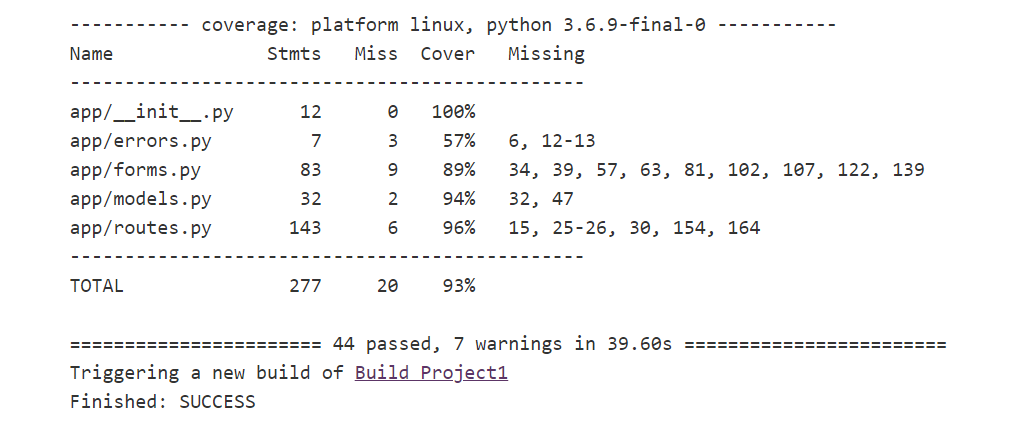 ----------- coverage: platform linux, python 3.6.9-final-0 -----------
Name              Stmts   Miss  Cover   Missing
-----------------------------------------------
app/__init__.py      12      0   100%
app/errors.py         7      3    57%   6, 12-13
app/forms.py         83      9    89%   34, 39, 57, 63, 81, 102, 107, 122, 139
app/models.py        32      2    94%   32, 47
app/routes.py       143      6    96%   15, 25-26, 30, 154, 164
-----------------------------------------------
TOTAL               277     20    93%
======================= 44 passed, 7 warnings in 39.60s ========================
Triggering a new build of Build Project1
Finished: SUCCESS